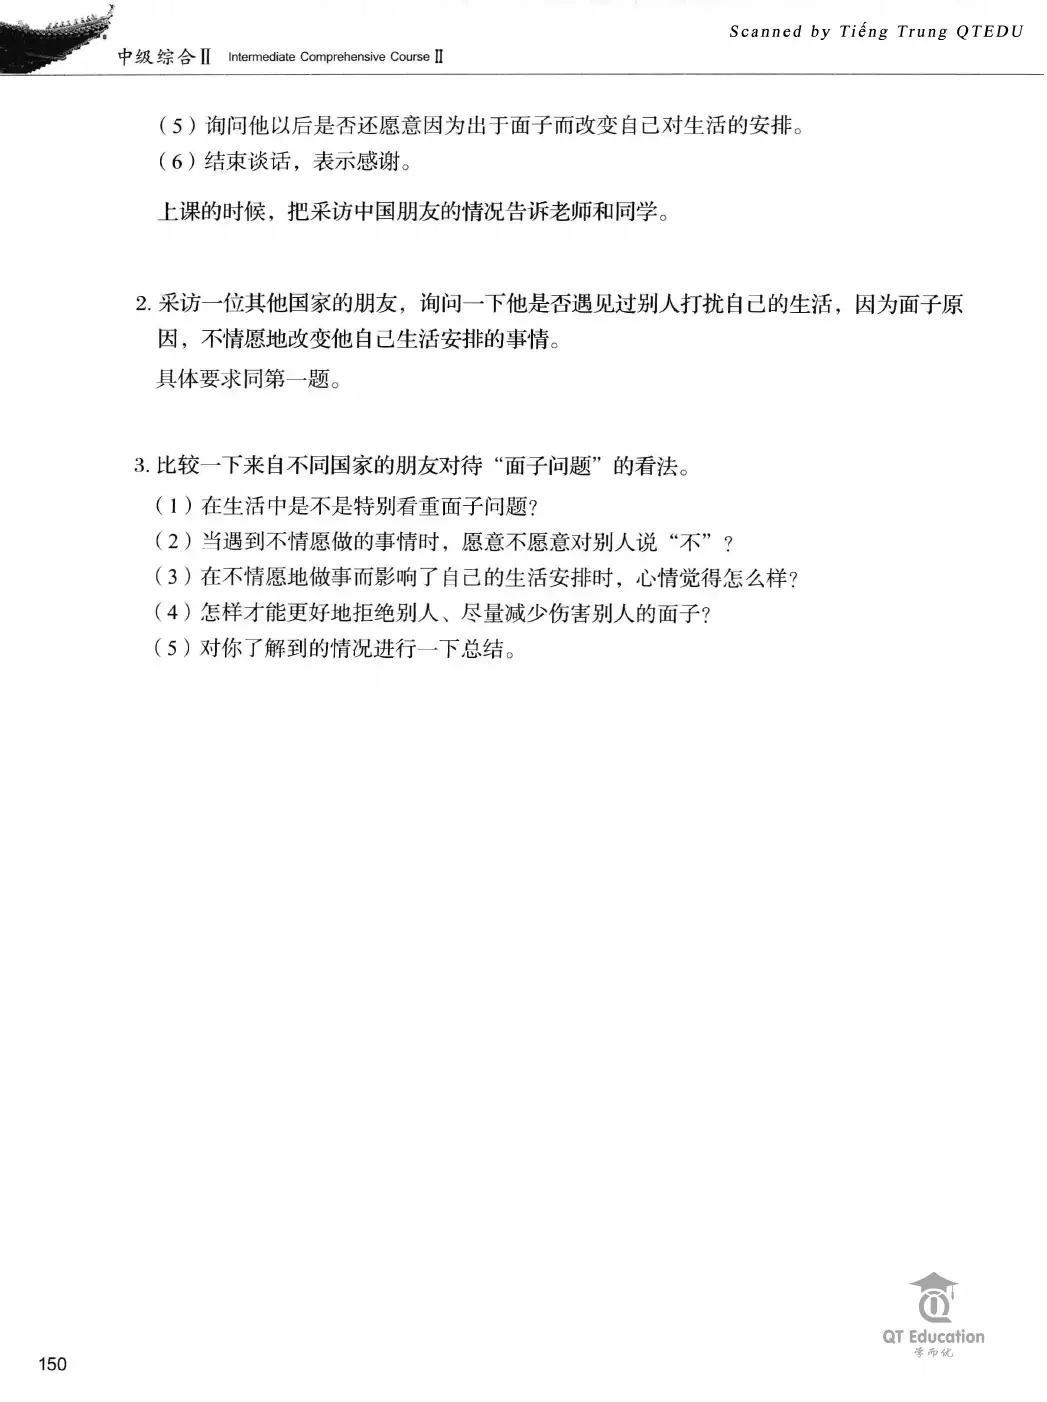 Scanned by Tiếng Trung QTEDU
中级综合Ⅱ Intermediate Comprehensive Course Ⅱ
（5）询问他以后是否还愿意因为出于面子而改变自己对生活的安排。
（6）结束谈话，表示感谢。
上课的时候，把采访中国朋友的情况告诉老师和同学。
2. 采访一位其他国家的朋友，询问一下他是否遇见过别人打扰自己的生活，因为面子原
因，不情愿地改变他自己生活安排的事情。
具体要求同第一题。
3. 比较一下来自不同国家的朋友对待“面子问题”的看法。
（1）在生活中是不是特别看重面子问题？
（2）当遇到不情愿做的事情时，愿意不愿意对别人说“不”？
（3）在不情愿地做事而影响了自己的生活安排时，心情觉得怎么样？
（4）怎样才能更好地拒绝别人、尽量减少伤害别人的面子？
（5）对你了解到的情况进行一下总结。
QT Education
学而优
150